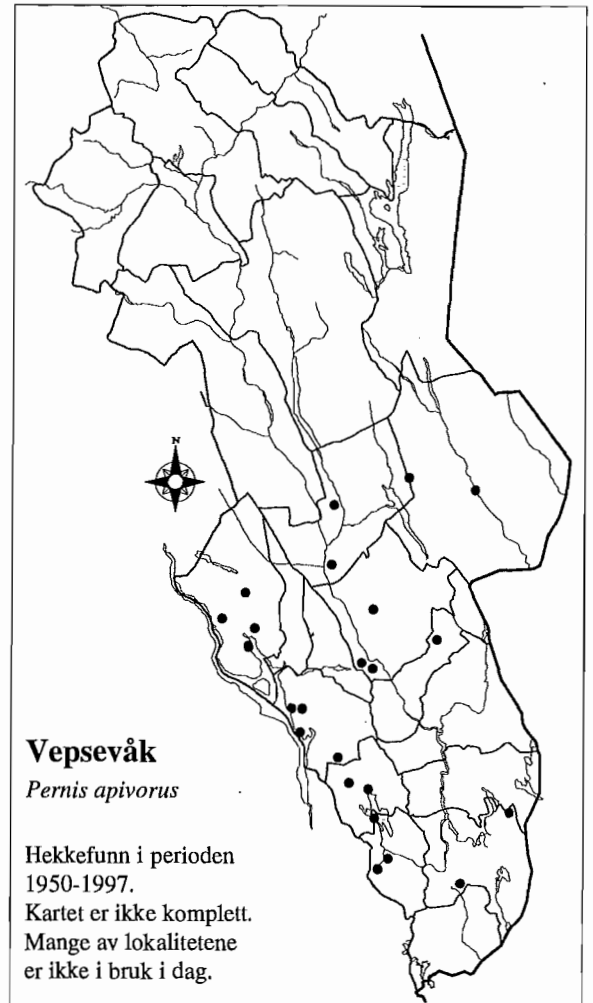 N
Vepsevåk
Pernis apivorus
Hekkefunn i perioden
1950-1997.
Kartet er ikke komplett.
Mange av lokalitetene
er ikke i bruk i dag.